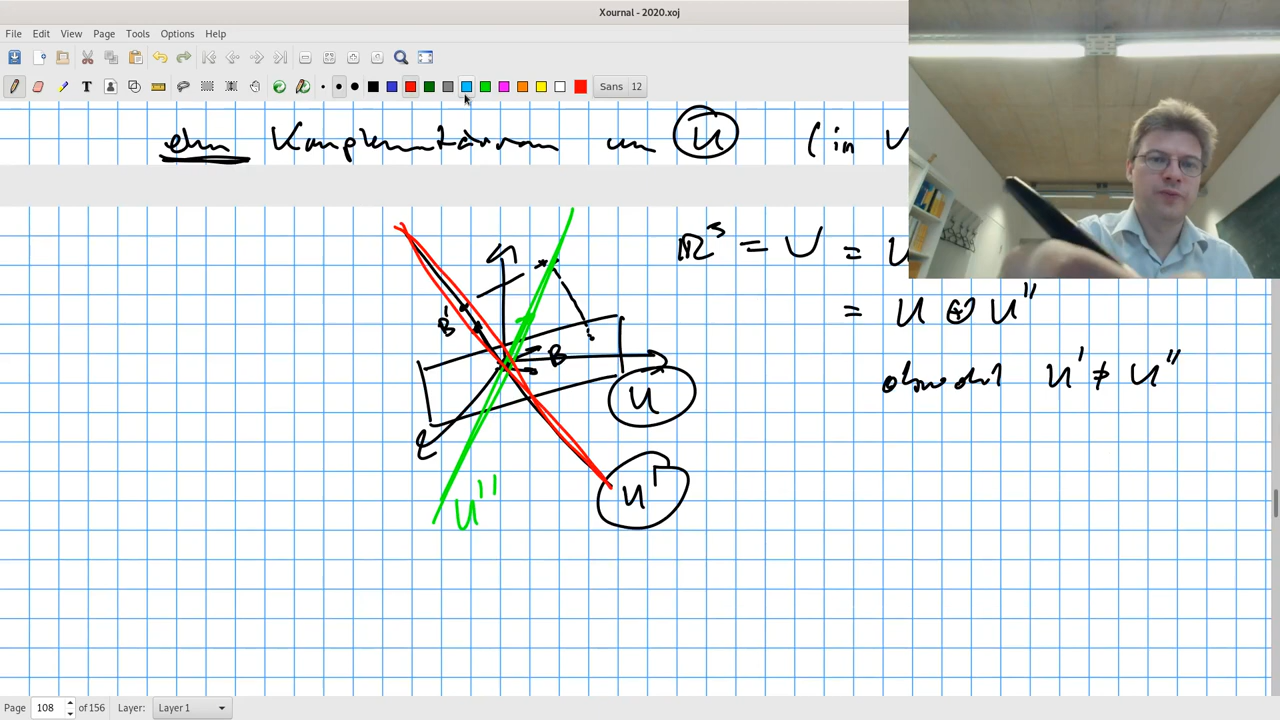 Xournal - 2020.xoj
File Edit View Page Tools Options Help
Sans 12
ein Komplementärraum zu U (in V
ℝ³ = V = U
= U ⊕ U''
obwohl U' ≠ U''
B'
B
U
U'
U''
Page 108 of 156 Layer: Layer 1